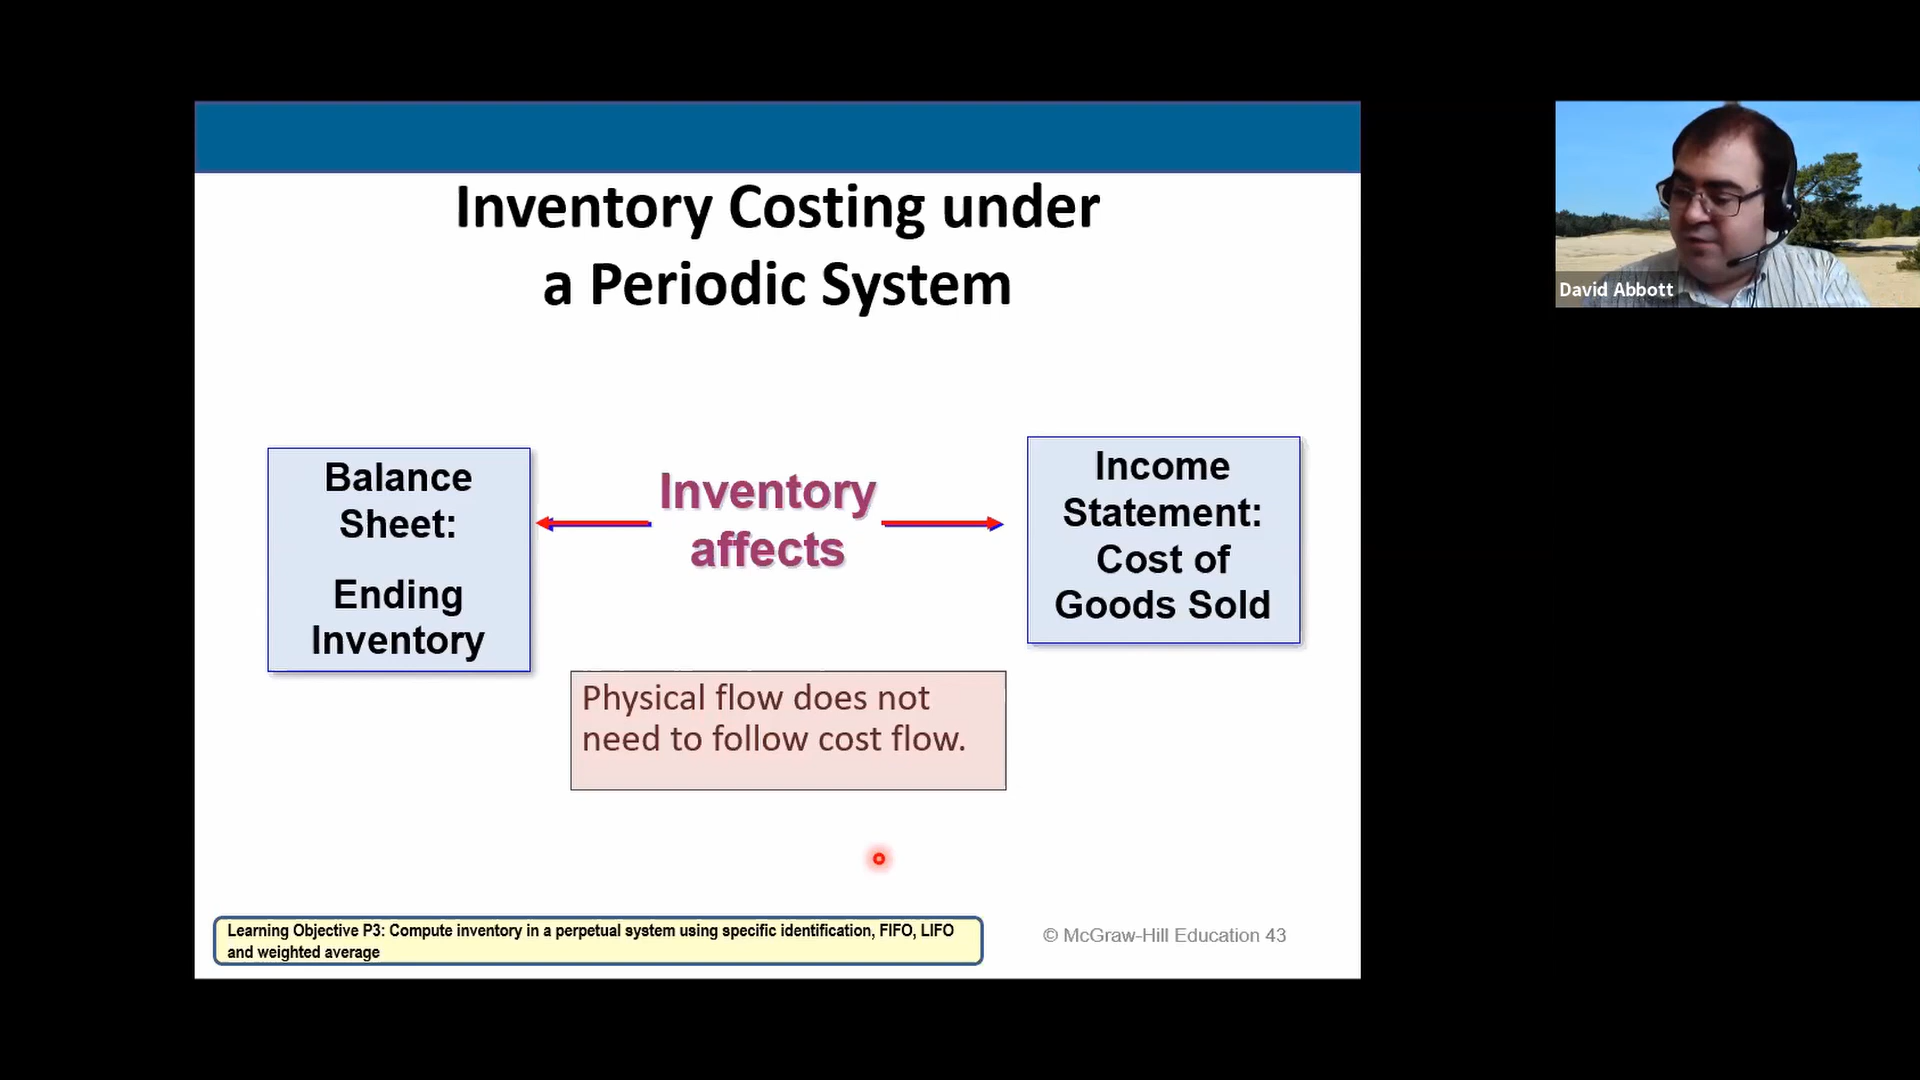 Inventory Costing under
a Periodic System
Balance
Sheet:
Ending
Inventory
Inventory
affects
Income
Statement:
Cost of
Goods Sold
Physical flow does not
need to follow cost flow.
Learning Objective P3: Compute inventory in a perpetual system using specific identification, FIFO, LIFO
and weighted average
© McGraw-Hill Education 43
David Abbott